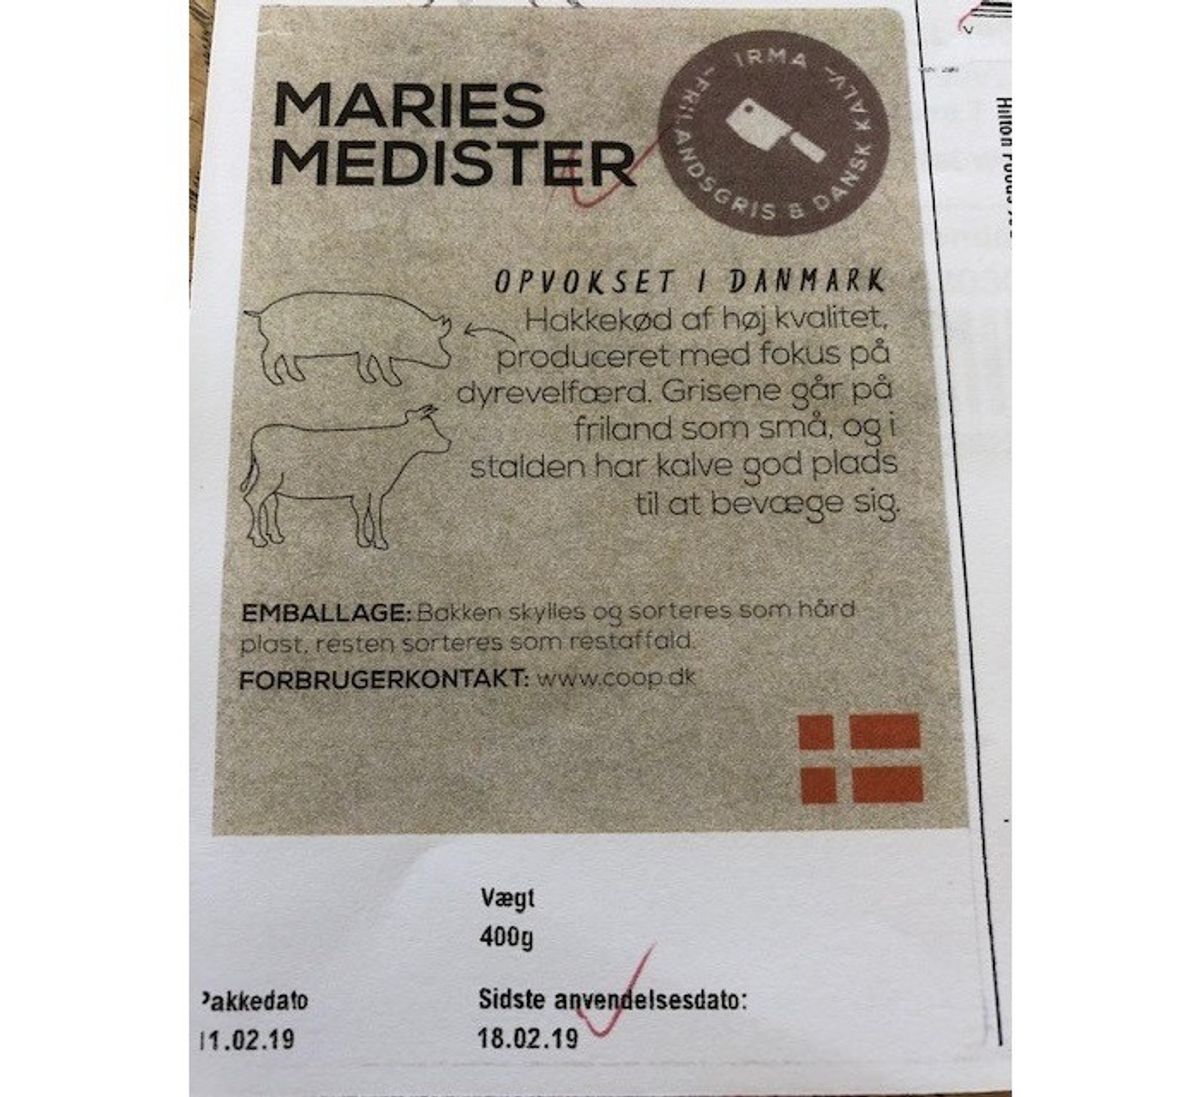 MARIES
MEDISTER
IRMA
FRILANDSGRIS & DANSK KALV
OPVOKSET I DANMARK
Hakkekød af høj kvalitet,
produceret med fokus på
dyrevelfærd. Grisene går på
friland som små, og i
stalden har kalve god plads
til at bevæge sig.
EMBALLAGE: Bakken skylles og sorteres som hård
plast, resten sorteres som restaffald.
FORBRUGERKONTAKT: www.coop.dk
Vægt
400g
Pakkedato
11.02.19
Sidste anvendelsesdato:
18.02.19
Hilton Foods